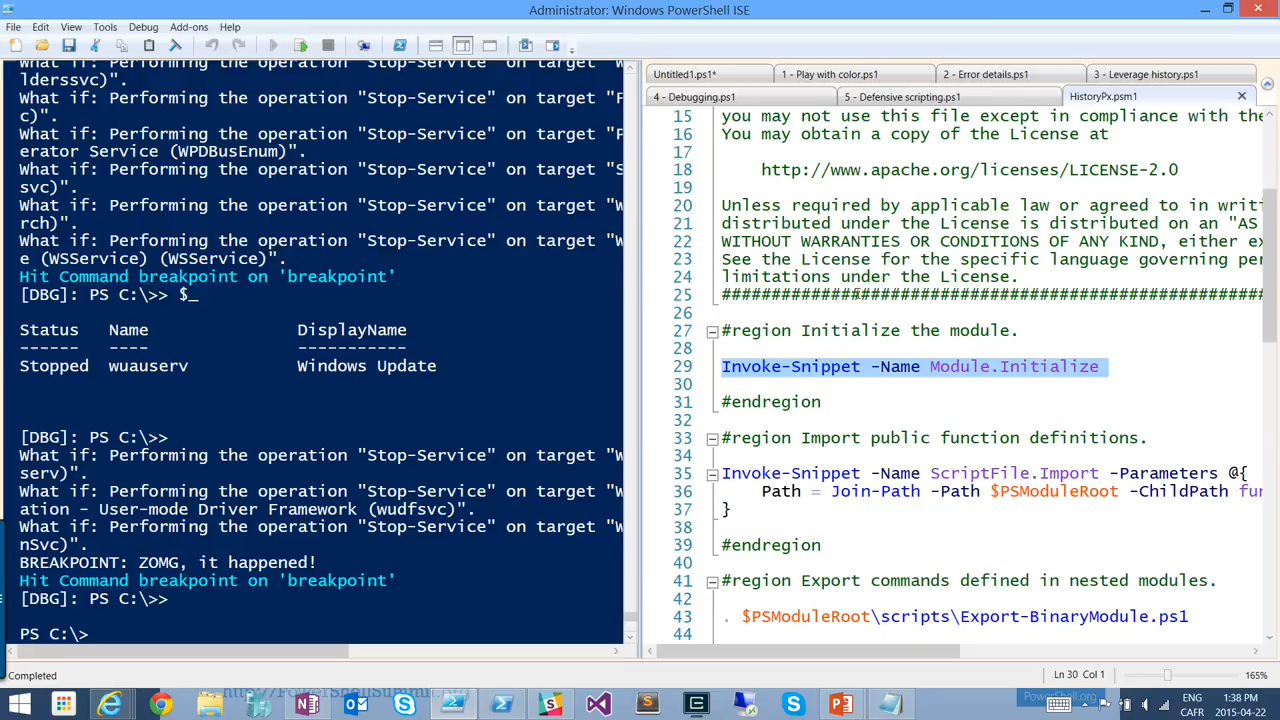 Administrator: Windows PowerShell ISE
File Edit View Tools Debug Add-ons Help
What if: Performing the operation "Stop-Service" on target "W
lderssvc)".
What if: Performing the operation "Stop-Service" on target "F
c)".
What if: Performing the operation "Stop-Service" on target "P
erator Service (WPDBusEnum)".
What if: Performing the operation "Stop-Service" on target "S
svc)".
What if: Performing the operation "Stop-Service" on target "W
rch)".
What if: Performing the operation "Stop-Service" on target "W
e (WSService) (WSService)".
Hit Command breakpoint on 'breakpoint'
[DBG]: PS C:\>> $_
Status Name DisplayName
------ ---- -----------
Stopped wuauserv Windows Update
[DBG]: PS C:\>>
What if: Performing the operation "Stop-Service" on target "W
serv)".
What if: Performing the operation "Stop-Service" on target "W
ation - User-mode Driver Framework (wudfsvc)".
What if: Performing the operation "Stop-Service" on target "W
nSvc)".
BREAKPOINT: ZOMG, it happened!
Hit Command breakpoint on 'breakpoint'
[DBG]: PS C:\>>
PS C:\>
Untitled1.ps1* 1 - Play with color.ps1 2 - Error details.ps1 3 - Leverage history.ps1
4 - Debugging.ps1 5 - Defensive scripting.ps1 HistoryPx.psm1
15 you may not use this file except in compliance with the
16 You may obtain a copy of the License at
17
18 http://www.apache.org/licenses/LICENSE-2.0
19
20 Unless required by applicable law or agreed to in writi
21 distributed under the License is distributed on an "AS
22 WITHOUT WARRANTIES OR CONDITIONS OF ANY KIND, either ex
23 See the License for the specific language governing per
24 limitations under the License.
25 #######################################################
26
27 #region Initialize the module.
28
29 Invoke-Snippet -Name Module.Initialize
30
31 #endregion
32
33 #region Import public function definitions.
34
35 Invoke-Snippet -Name ScriptFile.Import -Parameters @{
36 Path = Join-Path -Path $PSModuleRoot -ChildPath fun
37 }
38
39 #endregion
40
41 #region Export commands defined in nested modules.
42
43 . $PSModuleRoot\scripts\Export-BinaryModule.ps1
44
Completed Ln 30 Col 1 165%
http://PowerShellSummit.org
PowerShell.org
ENG 1:38 PM
CAFR 2015-04-22